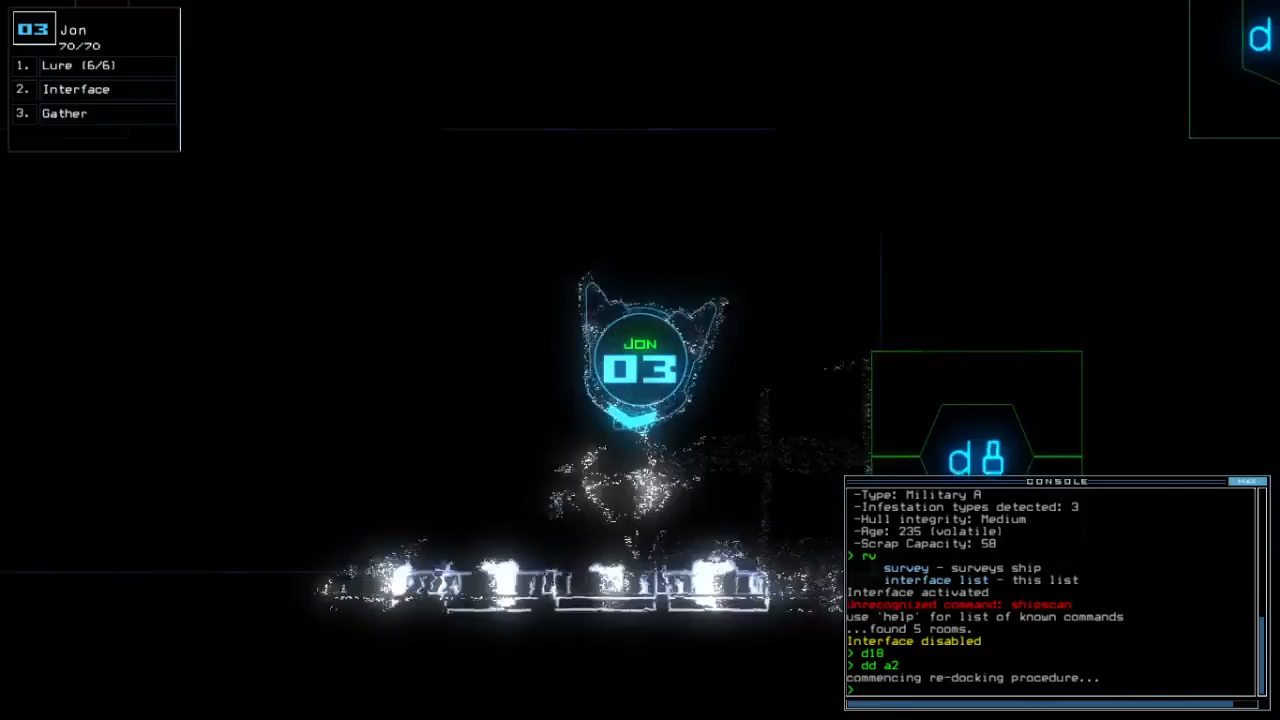 03 Jon
70/70
1. Lure (6/6)
2. Interface
3. Gather
d
JON
03
d8
CONSOLE
MAX
-Type: Military A
-Infestation types detected: 3
-Hull integrity: Medium
-Age: 235 (volatile)
-Scrap Capacity: 58
> rv
survey - surveys ship
interface list - this list
Interface activated
Unrecognized command: shipscan
use 'help' for list of known commands
...found 5 rooms.
Interface disabled
> d18
> dd a2
commencing re-docking procedure...
>